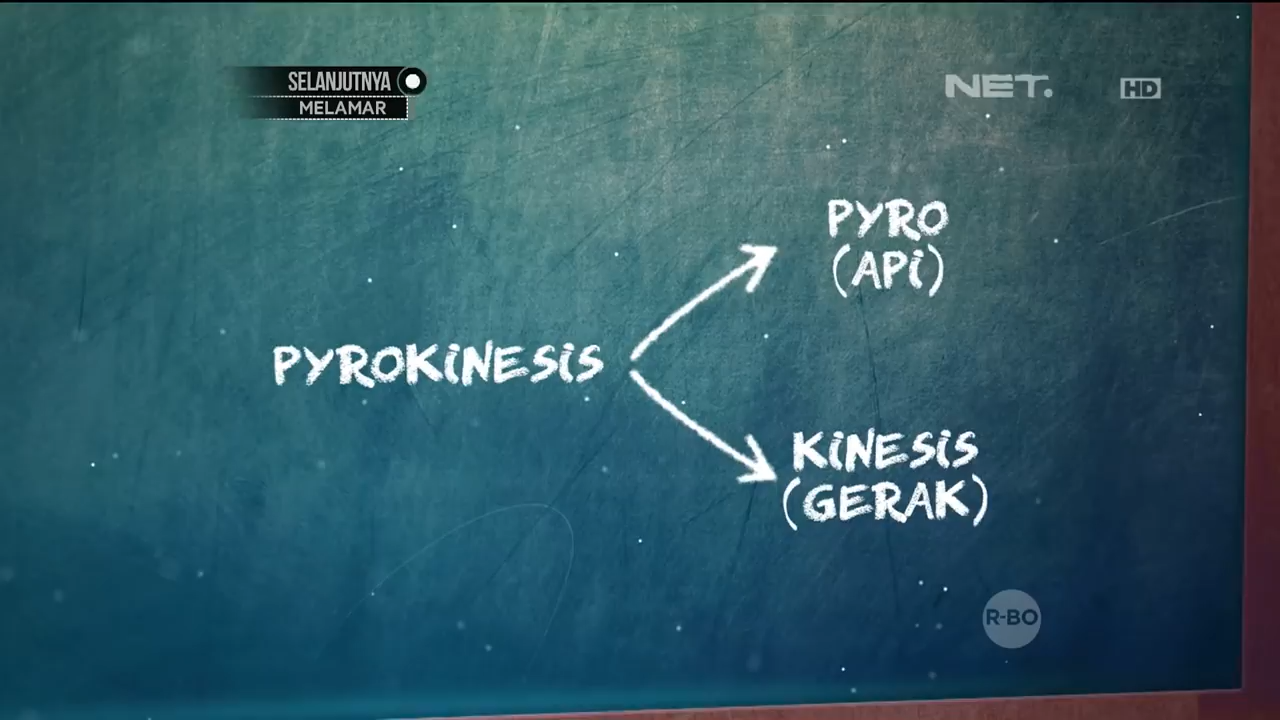 SELANJUTNYA
MELAMAR
NET.
HD
PYRO
(APi)
PYROKiNESiS
KiNESiS
(GERAK)
R-BO